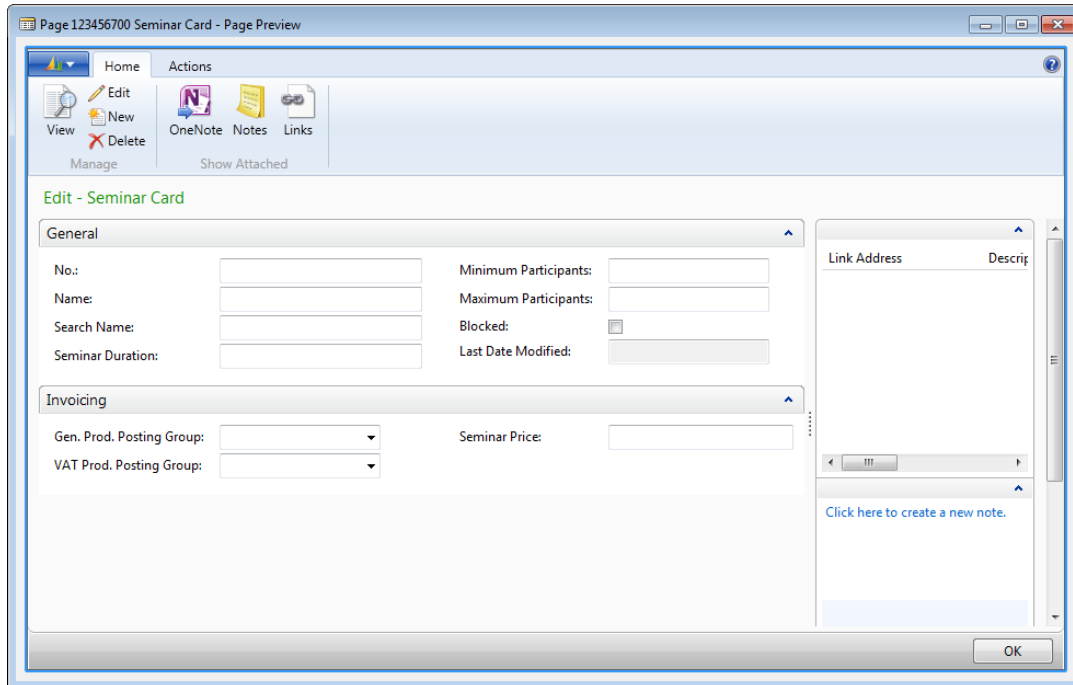 Page 123456700 Seminar Card - Page Preview
Home
Actions
View
Edit
New
Delete
OneNote
Notes
Links
Manage
Show Attached
Edit - Seminar Card
General
No.:
Name:
Search Name:
Seminar Duration:
Minimum Participants:
Maximum Participants:
Blocked:
Last Date Modified:
Invoicing
Gen. Prod. Posting Group:
VAT Prod. Posting Group:
Seminar Price:
Link Address
Descrip
Click here to create a new note.
OK